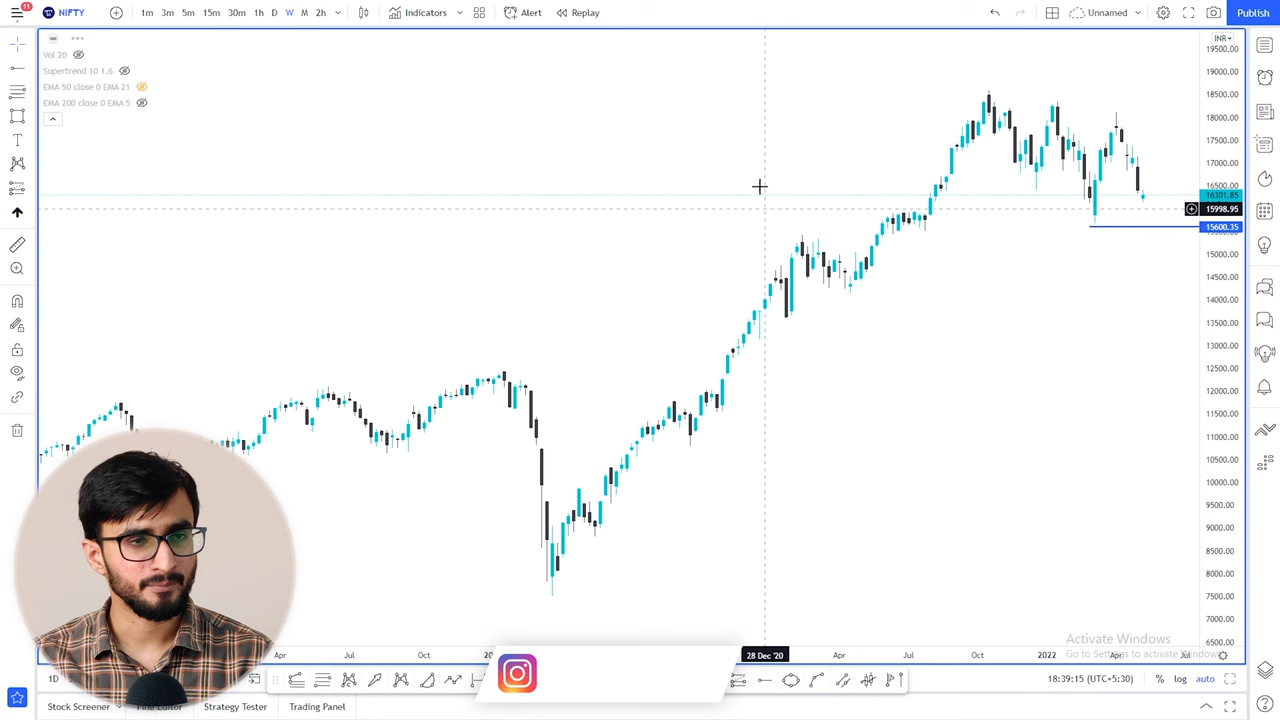 11 NIFTY 1m 3m 5m 15m 30m 1h D W M 2h Indicators Alert Replay Unnamed Publish
INR
Vol 20
Supertrend 10 1.6
EMA 50 close 0 EMA 21
EMA 200 close 0 EMA 5
19500.00
19000.00
18500.00
18000.00
17500.00
17000.00
16500.00
16301.85
15998.95
15600.35
15000.00
14500.00
14000.00
13500.00
13000.00
12500.00
12000.00
11500.00
11000.00
10500.00
10000.00
9500.00
9000.00
8500.00
8000.00
7500.00
7000.00
6500.00
Activate Windows
Go to Settings to activate Windows.
Apr Jul Oct 28 Dec '20 Apr Jul Oct 2022 Apr Jul
1D 18:39:15 (UTC+5:30) % log auto
Stock Screener Pine Editor Strategy Tester Trading Panel